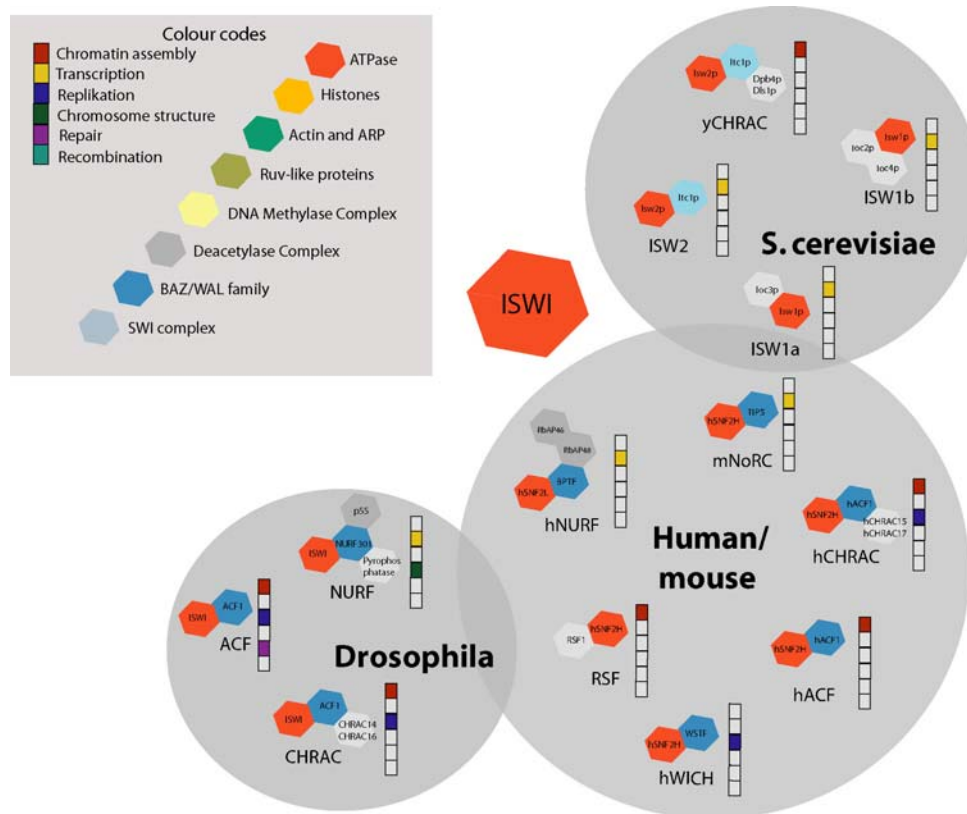 Colour codes
Chromatin assembly
Transcription
Replikation
Chromosome structure
Repair
Recombination
ATPase
Histones
Actin and ARP
Ruv-like proteins
DNA Methylase Complex
Deacetylase Complex
BAZ/WAL family
SWI complex
ISWI
Isw2p
Itc1p
Dpb4p
Dls1p
yCHRAC
Ioc2p
Isw1p
Ioc4p
ISW1b
Isw2p
Itc1p
ISW2
S. cerevisiae
Ioc3p
Isw1p
ISW1a
hSNF2H
TIP5
mNoRC
RbAP46
RbAP48
hSNF2L
BPTF
hNURF
hSNF2H
hACF1
hCHRAC15
hCHRAC17
hCHRAC
Human/
mouse
RSF1
hSNF2H
RSF
hSNF2H
hACF1
hACF
hSNF2H
WSTF
hWICH
p55
ISWI
NURF301
Pyrophos
phatase
NURF
ISWI
ACF1
ACF
Drosophila
ISWI
ACF1
CHRAC14
CHRAC16
CHRAC